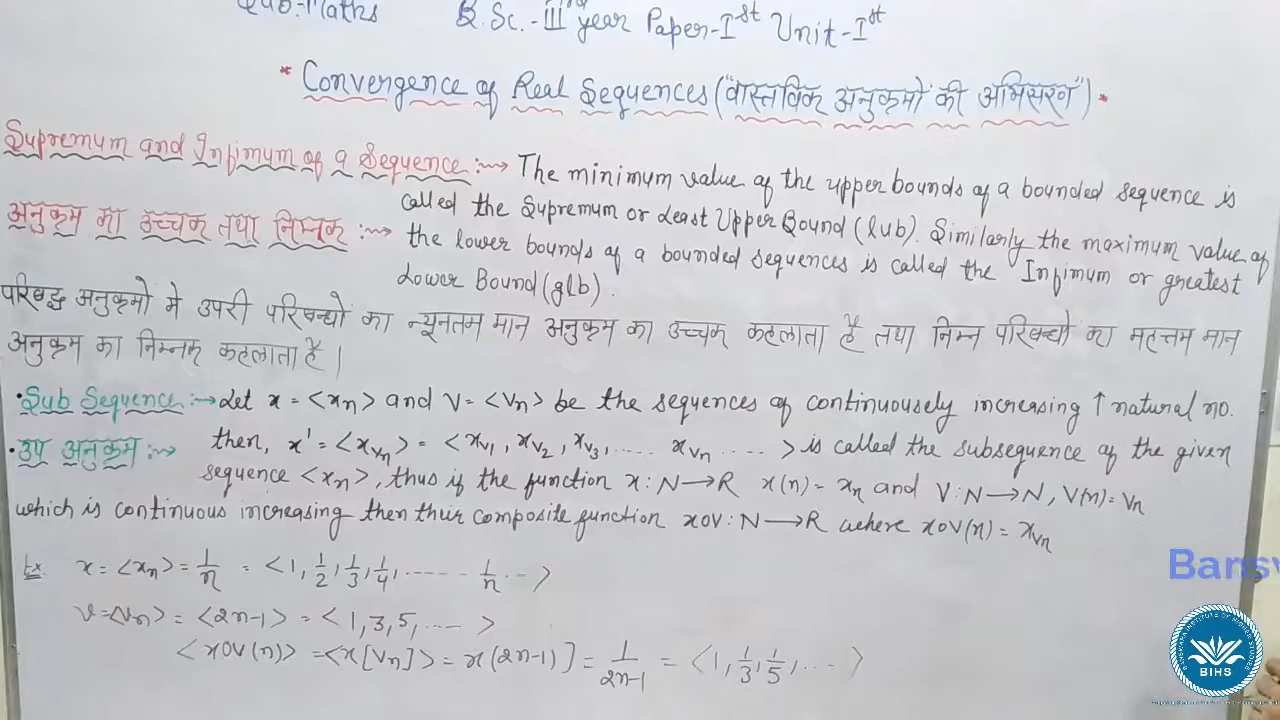 Sub.-Maths B.Sc.-III year Paper-Ist Unit-Ist
* Convergence of Real Sequences ("वास्तविक अनुक्रमों की अभिसरण") *
Supremum and Infimum of a Sequence :→ The minimum value of the upper bounds of a bounded sequence is
अनुक्रम का उच्चक तथा निम्नक :→ called the Supremum or Least Upper Bound (lub). Similarly the maximum value of
the lower bounds of a bounded sequences is called the Infimum or greatest
Lower Bound (glb).
परिबद्ध अनुक्रमो मे उपरी परिबन्धों का न्यूनतम मान अनुक्रम का उच्चक कहलाता है तथा निम्न परिबन्धों का महत्तम मान
अनुक्रम का निम्नक कहलाता है।
• Sub Sequence :→ Let x = <xn> and V = <Vn> be the sequences of continuousely increasing ↑ natural no.
• उप अनुक्रम :→ then, x' = <xVn> = <xV1, xV2, xV3, ..... xVn ..... > is called the subsequence of the given
sequence <xn>, thus if the function x : N → R x(n) = xn and V : N → N, V(n) = Vn
which is continuous increasing then their composite function xoV : N → R where xoV(n) = xVn
Ex. x = <xn> = 1/n = <1, 1/2, 1/3, 1/4, ...... 1/n .. >
v = <Vn> = <2n-1> = <1, 3, 5, .... >
<xoV(n)> = <x[Vn]> = x(2n-1)] = 1/2n-1 = <1, 1/3, 1/5, .... >
Bansw
BIHS